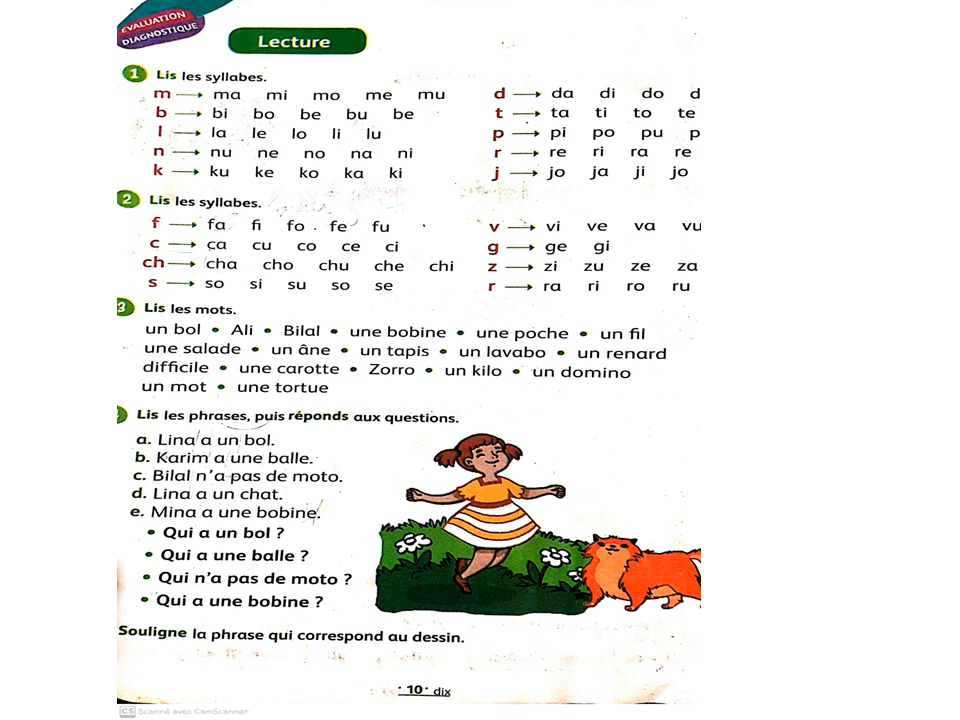 EVALUATION
DIAGNOSTIQUE
Lecture
1 Lis les syllabes.
m → ma mi mo me mu d → da di do d
b → bi bo be bu be t → ta ti to te
l → la le lo li lu p → pi po pu p
n → nu ne no na ni r → re ri ra re
k → ku ke ko ka ki j → jo ja ji jo
2 Lis les syllabes.
f → fa fi fo fe fu v → vi ve va vu
c → ca cu co ce ci g → ge gi
ch → cha cho chu che chi z → zi zu ze za
s → so si su so se r → ra ri ro ru
3 Lis les mots.
un bol • Ali • Bilal • une bobine • une poche • un fil
une salade • un âne • un tapis • un lavabo • un renard
difficile • une carotte • Zorro • un kilo • un domino
un mot • une tortue
Lis les phrases, puis réponds aux questions.
a. Lina a un bol.
b. Karim a une balle.
c. Bilal n'a pas de moto.
d. Lina a un chat.
e. Mina a une bobine.
• Qui a un bol ?
• Qui a une balle ?
• Qui n'a pas de moto ?
• Qui a une bobine ?
Souligne la phrase qui correspond au dessin.
• 10 • dix
CS Scanné avec CamScanner